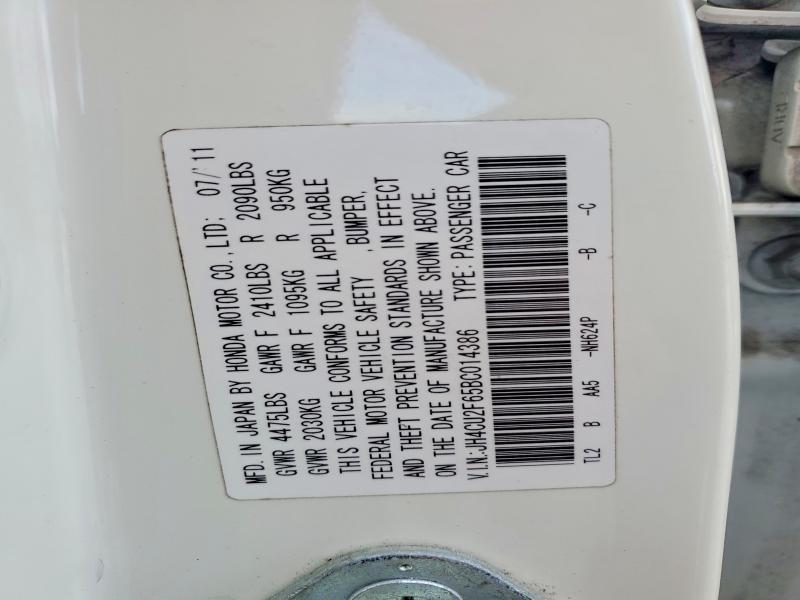 MFD. IN JAPAN BY HONDA MOTOR CO., LTD; 07/'11
GVWR 4475LBS GAWR F 2410LBS R 2090LBS
GVWR 2030KG GAWR F 1095KG R 950KG
THIS VEHICLE CONFORMS TO ALL APPLICABLE
FEDERAL MOTOR VEHICLE SAFETY , BUMPER,
AND THEFT PREVENTION STANDARDS IN EFFECT
ON THE DATE OF MANUFACTURE SHOWN ABOVE.
V.I.N:JH4CU2F65BC014386 TYPE: PASSENGER CAR
TL2 B AA5 -NH624P -B -C